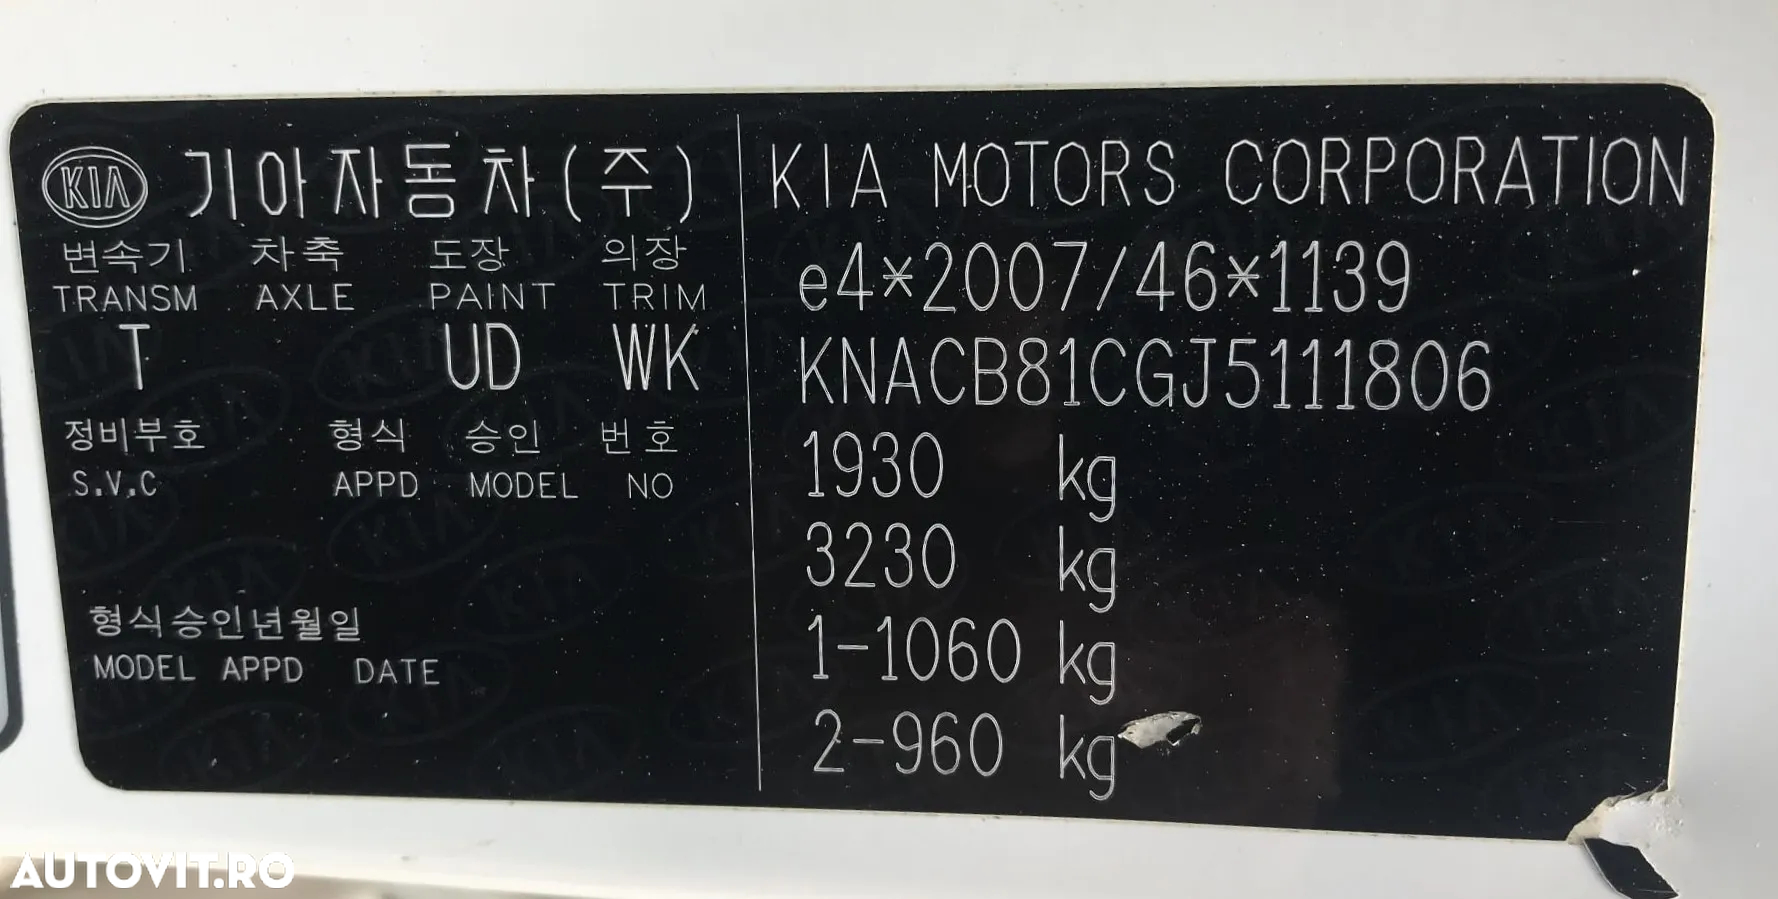 KIA 기아자동차(주)
변속기 차축 도장 의장
TRANSM AXLE PAINT TRIM
T UD WK
정비부호 형식 승인 번호
S.V.C APPD MODEL NO
형식승인년월일
MODEL APPD DATE
KIA MOTORS CORPORATION
e4*2007/46*1139
KNACB81CGJ5111806
1930 kg
3230 kg
1-1060 kg
2-960 kg
AUTOVIT.RO